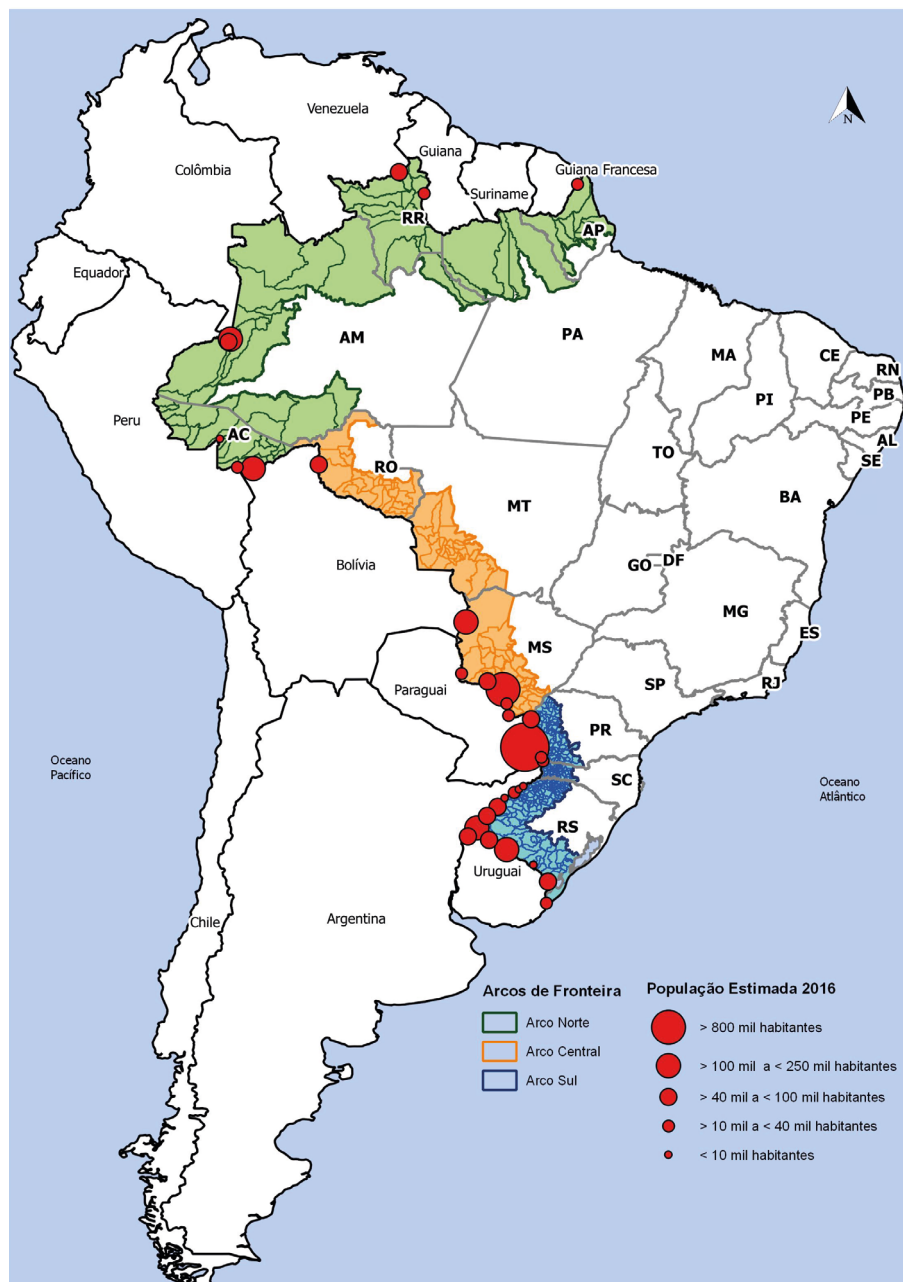 Venezuela
Guiana
Colômbia
Suriname
Guiana Francesa
N
RR
AP
Equador
AM
PA
MA
CE
RN
PI
PB
PE
Peru
AC
AL
TO
SE
RO
BA
MT
Bolívia
GO
DF
MG
ES
MS
SP
RJ
Paraguai
PR
Oceano
Pacífico
SC
Oceano
Atlântico
RS
Uruguai
Chile
Argentina
Arcos de Fronteira
Arco Norte
Arco Central
Arco Sul
População Estimada 2016
> 800 mil habitantes
> 100 mil a < 250 mil habitantes
> 40 mil a < 100 mil habitantes
> 10 mil a < 40 mil habitantes
< 10 mil habitantes